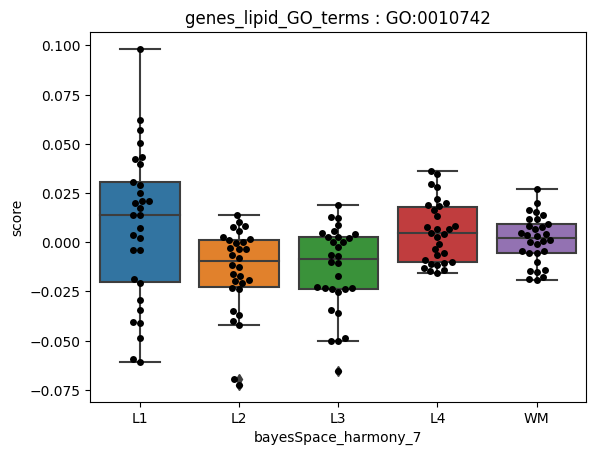 genes_lipid_GO_terms : GO:0010742
0.100
0.075
0.050
0.025
0.000
−0.025
−0.050
−0.075
score
L1 L2 L3 L4 WM
bayesSpace_harmony_7